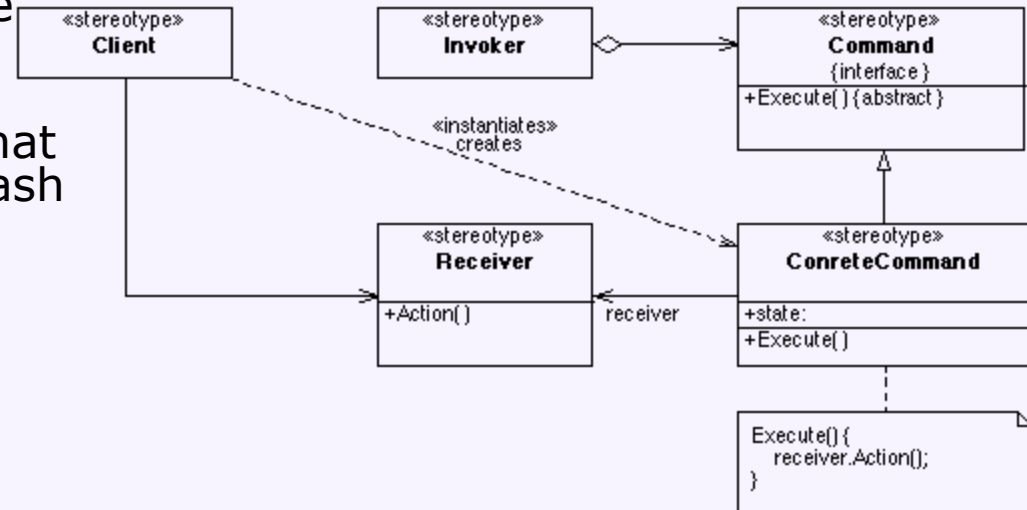 e
hat
ash
«stereotype»
Client
«stereotype»
Invoker
«stereotype»
Command
{interface}
+Execute(){abstract}
«instantiates»
creates
«stereotype»
Receiver
+Action()
receiver
«stereotype»
ConreteCommand
+state:
+Execute()
Execute(){
receiver.Action();
}